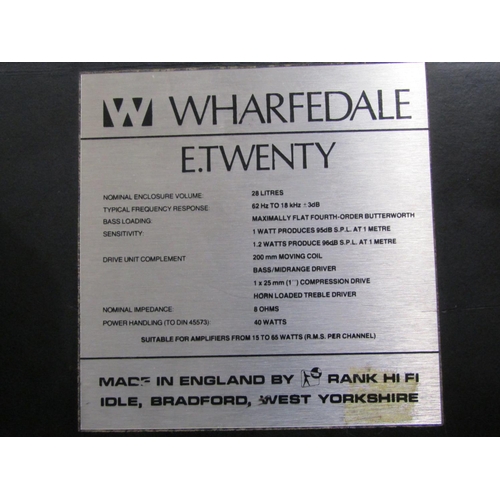 WHARFEDALE
E.TWENTY
NOMINAL ENCLOSURE VOLUME: 28 LITRES
TYPICAL FREQUENCY RESPONSE: 62 Hz TO 18 kHz ±3dB
BASS LOADING: MAXIMALLY FLAT FOURTH-ORDER BUTTERWORTH
SENSITIVITY: 1 WATT PRODUCES 95dB S.P.L. AT 1 METRE
1.2 WATTS PRODUCE 96dB S.P.L. AT 1 METRE
DRIVE UNIT COMPLEMENT 200 mm MOVING COIL
BASS/MIDRANGE DRIVER
1 x 25 mm (1") COMPRESSION DRIVE
HORN LOADED TREBLE DRIVER
NOMINAL IMPEDANCE: 8 OHMS
POWER HANDLING (TO DIN 45573): 40 WATTS
SUITABLE FOR AMPLIFIERS FROM 15 TO 65 WATTS (R.M.S. PER CHANNEL)
MADE IN ENGLAND BY RANK HI FI
IDLE, BRADFORD, WEST YORKSHIRE